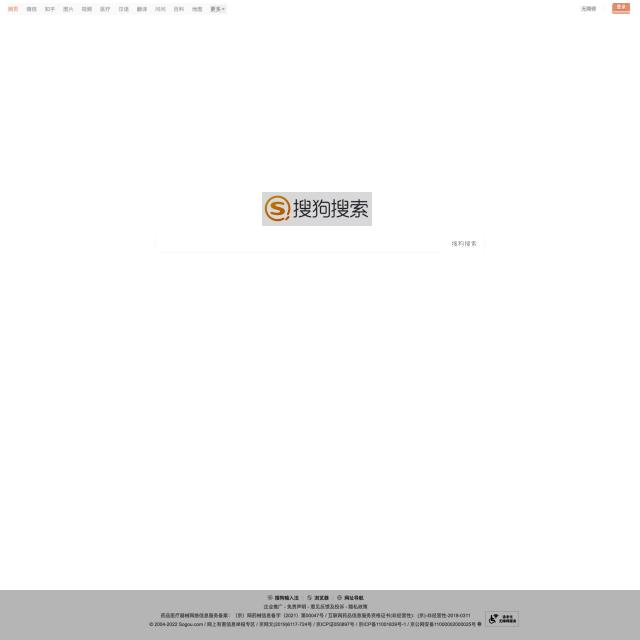 网页 微信 知乎 图片 视频 医疗 汉语 翻译 问问 百科 地图 更多
无障碍 登录
搜狗搜索
搜狗搜索
搜狗输入法 浏览器 网址导航
企业推广 - 免责声明 - 意见反馈及投诉 - 隐私政策
药品医疗器械网络信息服务备案：（京）网药械信息备字（2021）第00047号 / 互联网药品信息服务资格证书(非经营性)：(京)-非经营性-2018-0311
© 2004-2022 Sogou.com / 网上有害信息举报专区 / 京网文(2019)6117-724号 / 京ICP证050897号 / 京ICP备11001839号-1 / 京公网安备11000002000025号